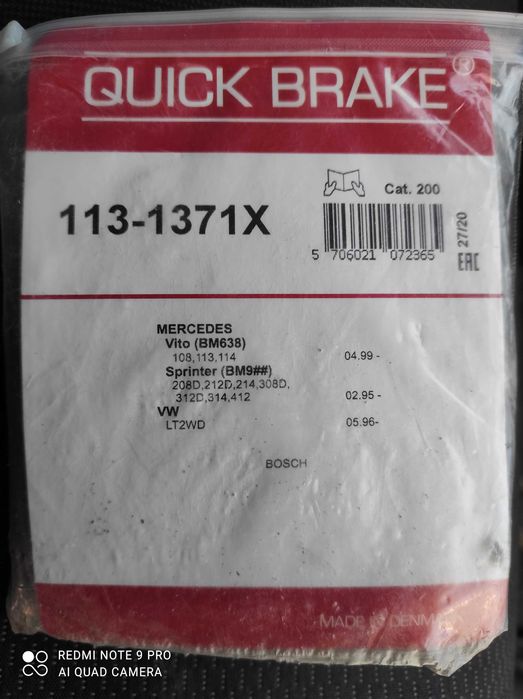 QUICK BRAKE®
Cat. 200
113-1371X
5 706021 072365
27/20
EAC
MERCEDES
Vito (BM638)
108,113,114 04.99 -
Sprinter (BM9##)
208D,212D,214,308D,
312D,314,412 02.95 -
VW
LT2WD 05.96-
BOSCH
MADE
REDMI NOTE 9 PRO
AI QUAD CAMERA